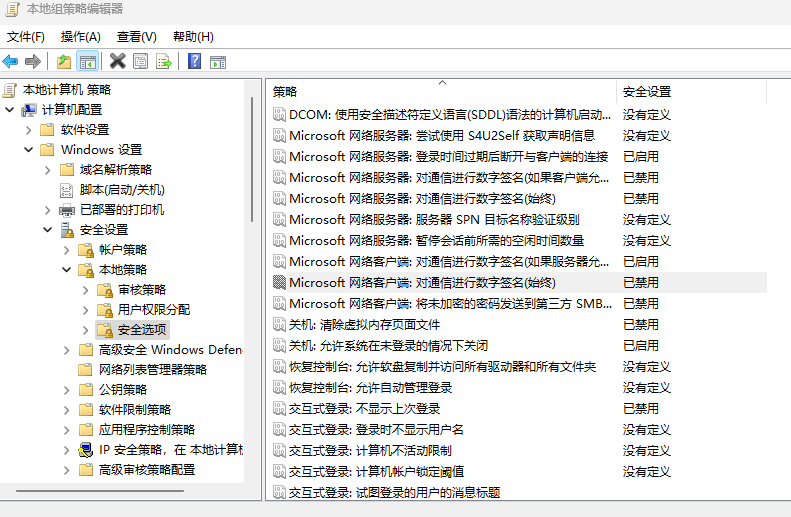 本地组策略编辑器
文件(F) 操作(A) 查看(V) 帮助(H)
本地计算机 策略
计算机配置
软件设置
Windows 设置
域名解析策略
脚本(启动/关机)
已部署的打印机
安全设置
帐户策略
本地策略
审核策略
用户权限分配
安全选项
高级安全 Windows Defen
网络列表管理器策略
公钥策略
软件限制策略
应用程序控制策略
IP 安全策略，在 本地计算机
高级审核策略配置
策略 安全设置
DCOM: 使用安全描述符定义语言(SDDL)语法的计算机启动... 没有定义
Microsoft 网络服务器: 尝试使用 S4U2Self 获取声明信息 没有定义
Microsoft 网络服务器: 登录时间过期后断开与客户端的连接 已启用
Microsoft 网络服务器: 对通信进行数字签名(如果客户端允... 已禁用
Microsoft 网络服务器: 对通信进行数字签名(始终) 已禁用
Microsoft 网络服务器: 服务器 SPN 目标名称验证级别 没有定义
Microsoft 网络服务器: 暂停会话前所需的空闲时间数量 没有定义
Microsoft 网络客户端: 对通信进行数字签名(如果服务器允... 已启用
Microsoft 网络客户端: 对通信进行数字签名(始终) 已禁用
Microsoft 网络客户端: 将未加密的密码发送到第三方 SMB... 已禁用
关机: 清除虚拟内存页面文件 已禁用
关机: 允许系统在未登录的情况下关闭 已启用
恢复控制台: 允许软盘复制并访问所有驱动器和所有文件夹 没有定义
恢复控制台: 允许自动管理登录 没有定义
交互式登录: 不显示上次登录 已禁用
交互式登录: 登录时不显示用户名 没有定义
交互式登录: 计算机不活动限制 没有定义
交互式登录: 计算机帐户锁定阈值 没有定义
交互式登录: 试图登录的用户的消息标题